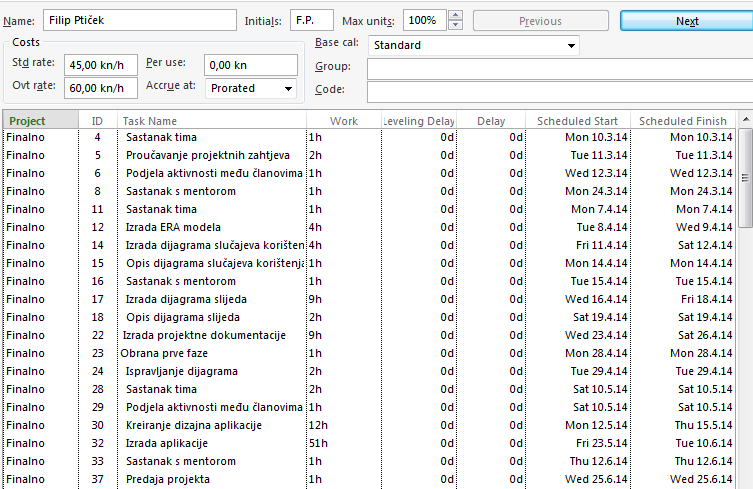 Name: Filip Ptiček Initials: F.P. Max units: 100% Previous Next
Costs Base cal: Standard
Std rate: 45,00 kn/h Per use: 0,00 kn Group:
Ovt rate: 60,00 kn/h Accrue at: Prorated Code:
Project ID Task Name Work Leveling Delay Delay Scheduled Start Scheduled Finish
Finalno 4 Sastanak tima 1h 0d 0d Mon 10.3.14 Mon 10.3.14
Finalno 5 Proučavanje projektnih zahtjeva 2h 0d 0d Tue 11.3.14 Tue 11.3.14
Finalno 6 Podjela aktivnosti među članovima 1h 0d 0d Wed 12.3.14 Wed 12.3.14
Finalno 8 Sastanak s mentorom 1h 0d 0d Mon 24.3.14 Mon 24.3.14
Finalno 11 Sastanak tima 1h 0d 0d Mon 7.4.14 Mon 7.4.14
Finalno 12 Izrada ERA modela 4h 0d 0d Tue 8.4.14 Wed 9.4.14
Finalno 14 Izrada dijagrama slučajeva korišten 4h 0d 0d Fri 11.4.14 Sat 12.4.14
Finalno 15 Opis dijagrama slučajeva korištenja 1h 0d 0d Mon 14.4.14 Mon 14.4.14
Finalno 16 Sastanak s mentorom 1h 0d 0d Tue 15.4.14 Tue 15.4.14
Finalno 17 Izrada dijagrama slijeda 9h 0d 0d Wed 16.4.14 Fri 18.4.14
Finalno 18 Opis dijagrama slijeda 2h 0d 0d Sat 19.4.14 Sat 19.4.14
Finalno 22 Izrada projektne dokumentacije 9h 0d 0d Wed 23.4.14 Sat 26.4.14
Finalno 23 Obrana prve faze 1h 0d 0d Mon 28.4.14 Mon 28.4.14
Finalno 24 Ispravljanje dijagrama 2h 0d 0d Tue 29.4.14 Tue 29.4.14
Finalno 28 Sastanak tima 2h 0d 0d Sat 10.5.14 Sat 10.5.14
Finalno 29 Podjela aktivnosti među članovima 1h 0d 0d Sat 10.5.14 Sat 10.5.14
Finalno 30 Kreiranje dizajna aplikacije 12h 0d 0d Mon 12.5.14 Thu 15.5.14
Finalno 32 Izrada aplikacije 51h 0d 0d Fri 23.5.14 Tue 10.6.14
Finalno 33 Sastanak s mentorom 1h 0d 0d Thu 12.6.14 Thu 12.6.14
Finalno 37 Predaja projekta 1h 0d 0d Wed 25.6.14 Wed 25.6.14